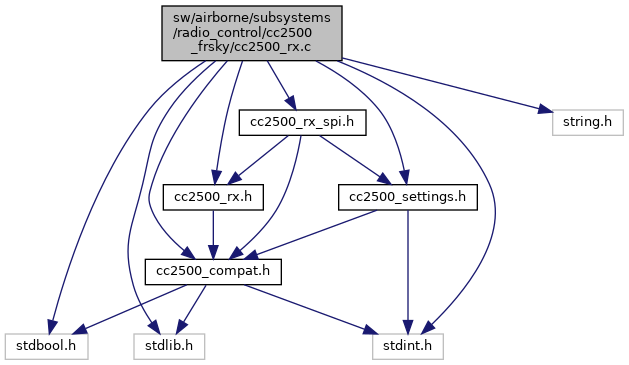 sw/airborne/subsystems
/radio_control/cc2500
_frsky/cc2500_rx.c
cc2500_rx_spi.h
string.h
cc2500_rx.h
cc2500_settings.h
cc2500_compat.h
stdbool.h
stdlib.h
stdint.h